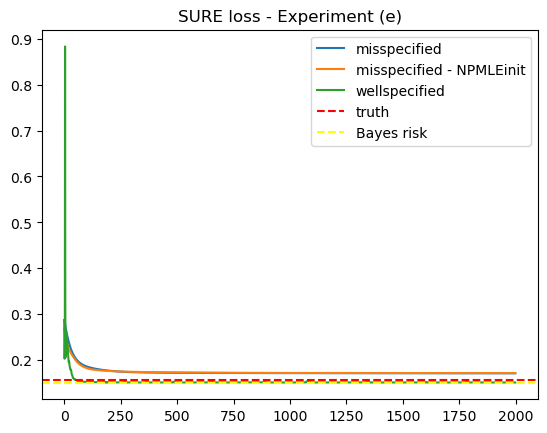 SURE loss - Experiment (e)
misspecified
misspecified - NPMLEinit
wellspecified
truth
Bayes risk
0.9
0.8
0.7
0.6
0.5
0.4
0.3
0.2
0 250 500 750 1000 1250 1500 1750 2000